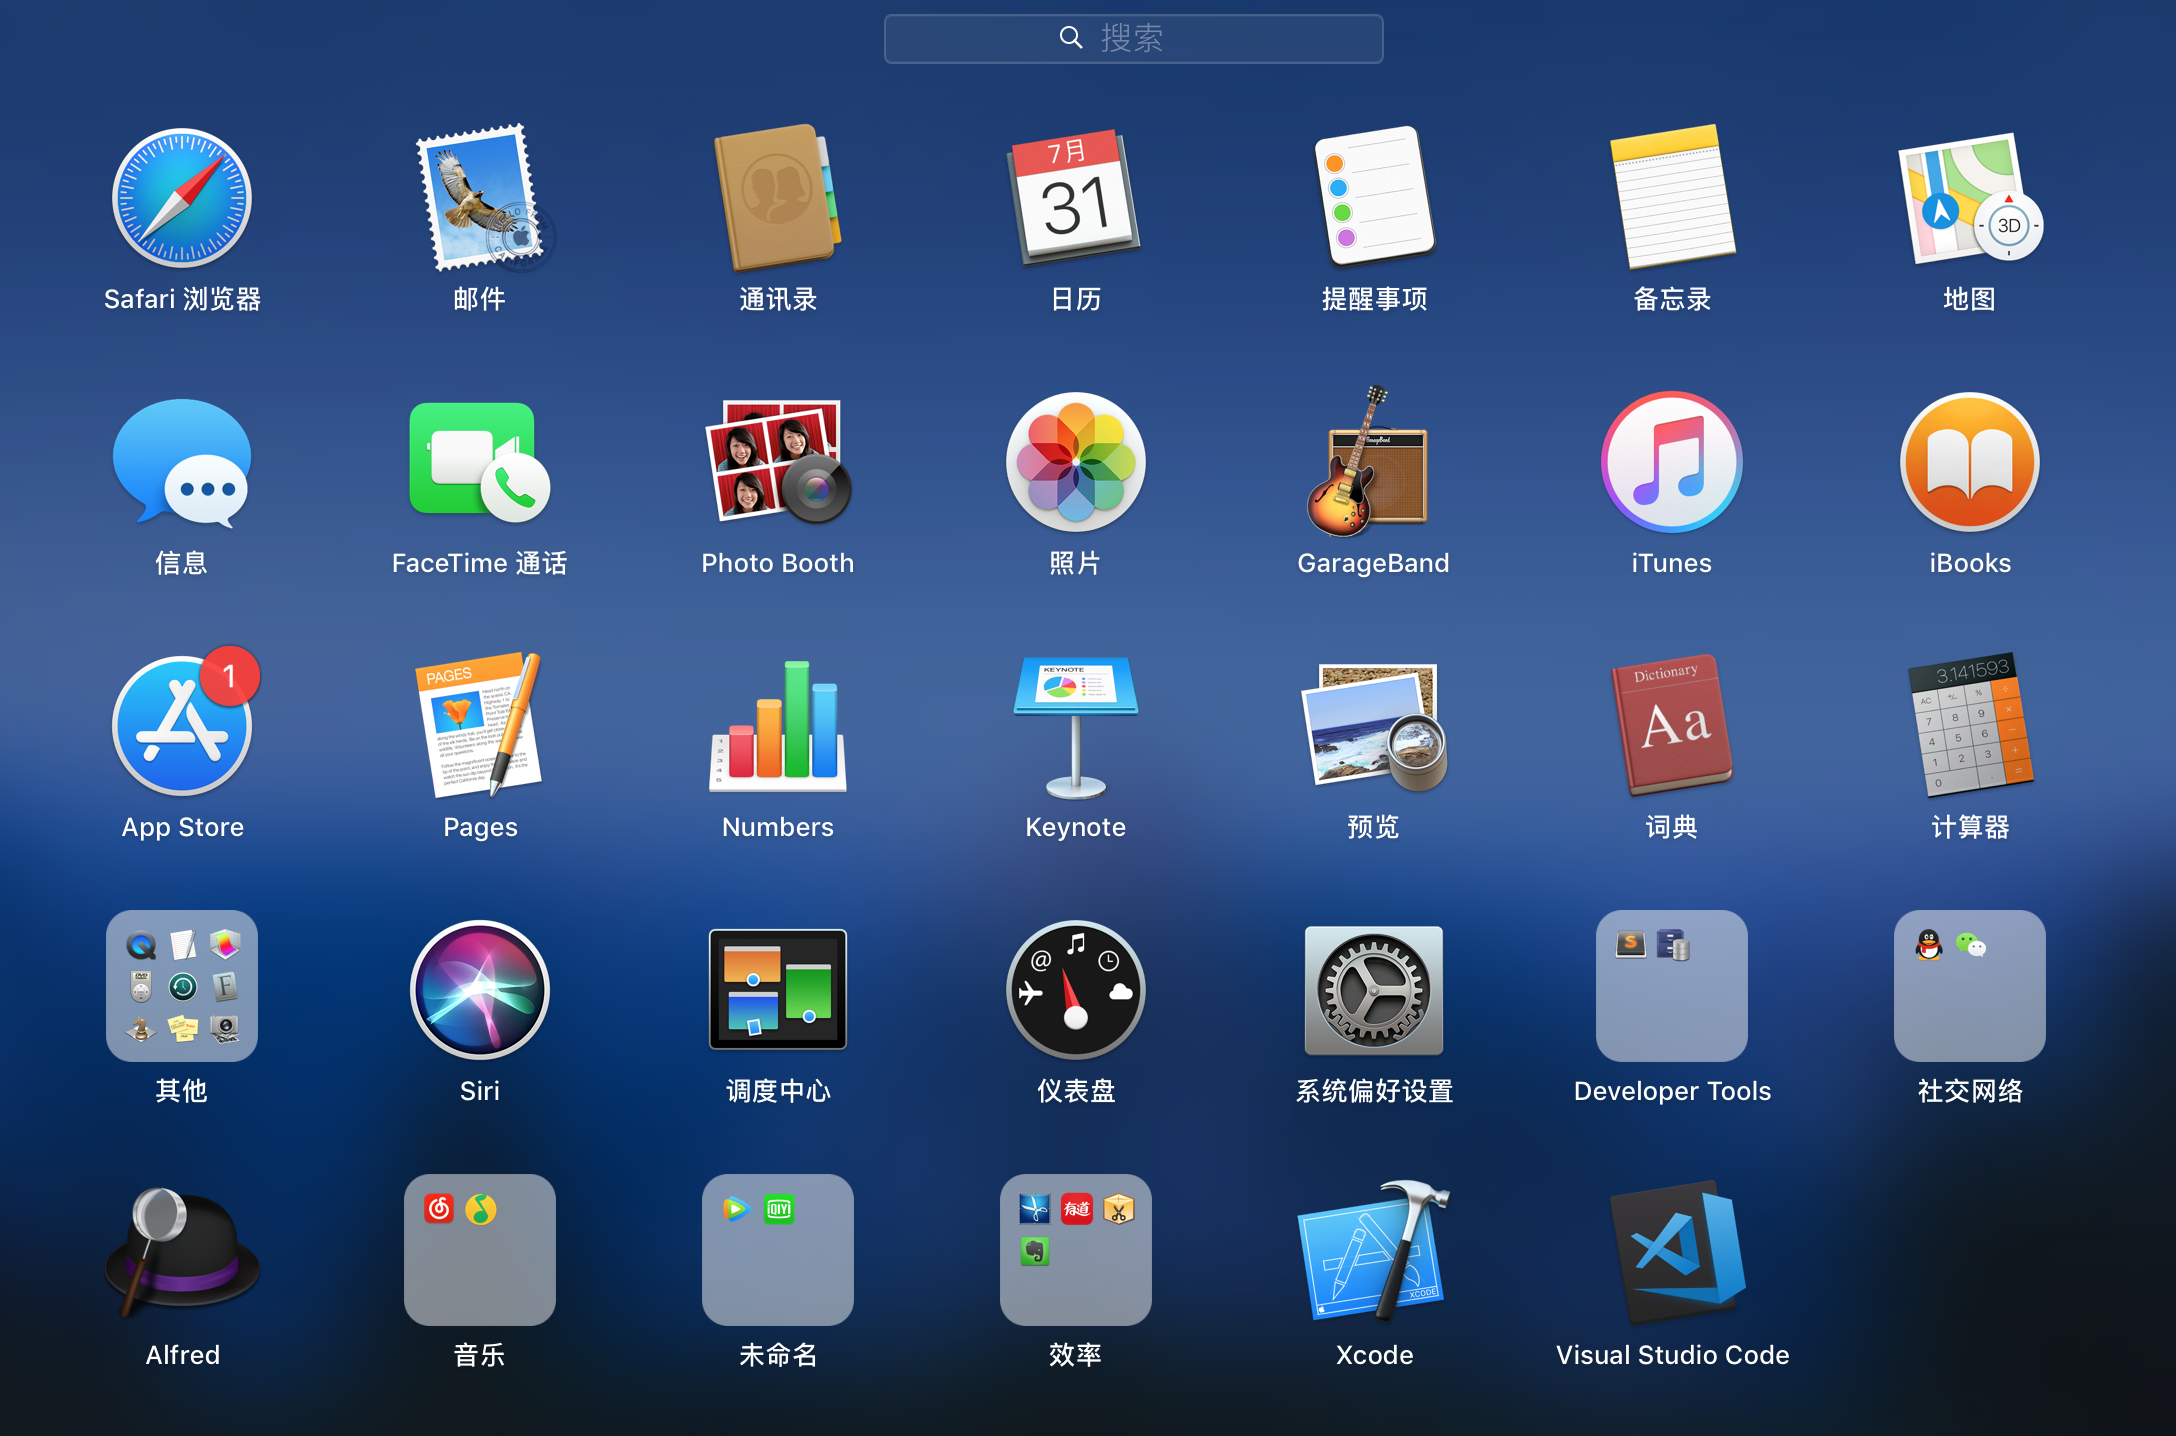 搜索
7月
31
3D
Safari 浏览器
邮件
通讯录
日历
提醒事项
备忘录
地图
信息
FaceTime 通话
Photo Booth
照片
GarageBand
iTunes
iBooks
1
PAGES
KEYNOTE
Dictionary
Aa
3.141593
App Store
Pages
Numbers
Keynote
预览
词典
计算器
其他
Siri
调度中心
仪表盘
系统偏好设置
Developer Tools
社交网络
iQIYI
有道
XCODE
Alfred
音乐
未命名
效率
Xcode
Visual Studio Code